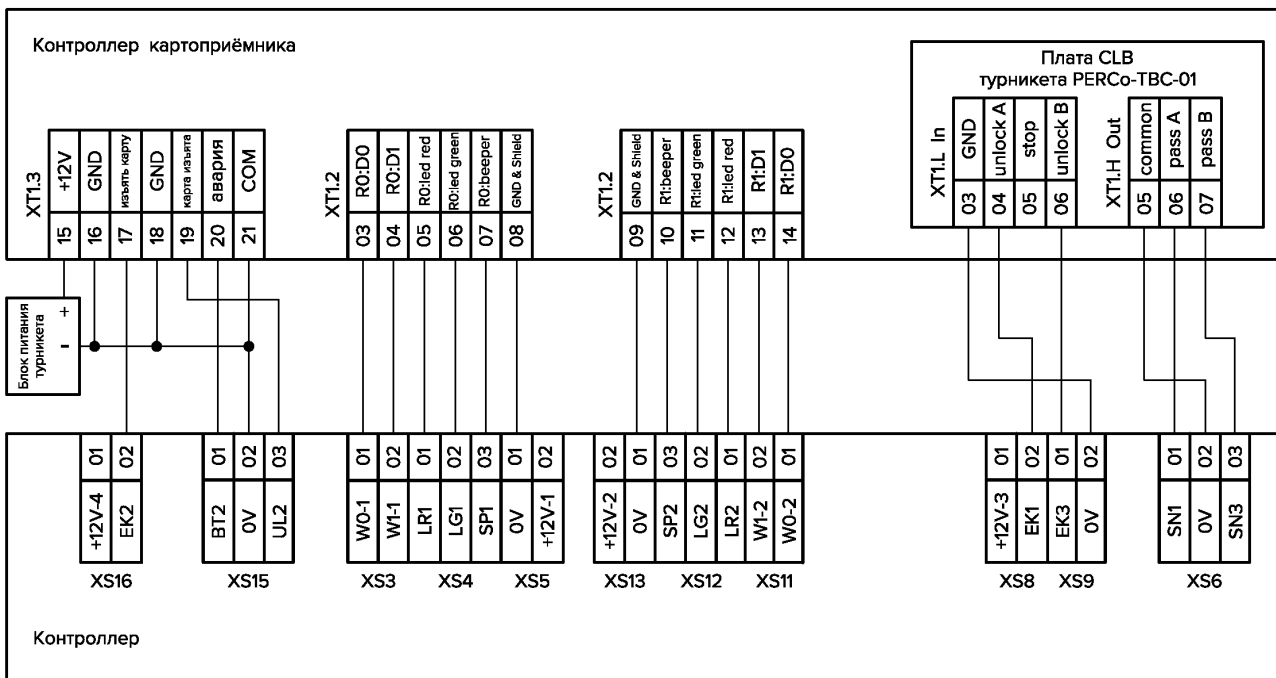 Контроллер картоприёмника
Плата CLB
турникета PERCo-TBC-01
XT1.3
+12V
GND
изъять карту
GND
карта изъята
авария
COM
15
16
17
18
19
20
21
XT1.2
R0:D0
R0:D1
R0:led red
R0:led green
R0:beeper
GND & Shield
03
04
05
06
07
08
XT1.2
GND & Shield
R1:beeper
R1:led green
R1:led red
R1:D1
R1:D0
09
10
11
12
13
14
XT1.L In
GND
unlock A
stop
unlock B
03
04
05
06
XT1.H Out
common
pass A
pass B
05
06
07
Блок питания
турникета
+
-
01
02
+12V-4
EK2
XS16
01
02
03
BT2
0V
UL2
XS15
01
02
01
02
03
01
02
W0-1
W1-1
LR1
LG1
SP1
0V
+12V-1
XS3
XS4
XS5
02
01
03
02
01
02
01
+12V-2
0V
SP2
LG2
LR2
W1-2
W0-2
XS13
XS12
XS11
01
02
01
02
+12V-3
EK1
EK3
0V
XS8
XS9
01
02
03
SN1
0V
SN3
XS6
Контроллер